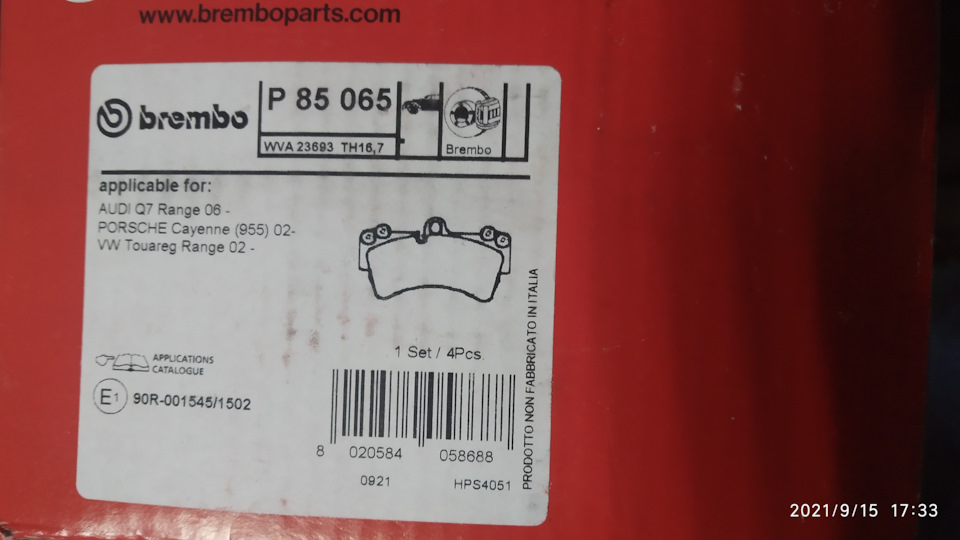 www.bremboparts.com
brembo
P 85 065
WVA 23693 TH16,7
Brembo
applicable for:
AUDI Q7 Range 06 -
PORSCHE Cayenne (955) 02-
VW Touareg Range 02 -
1 Set / 4Pcs.
APPLICATIONS
CATALOGUE
E1
90R-001545/1502
8 020584 058688
0921
HPS4051
PRODOTTO NON FABBRICATO IN ITALIA
2021/9/15 17:33